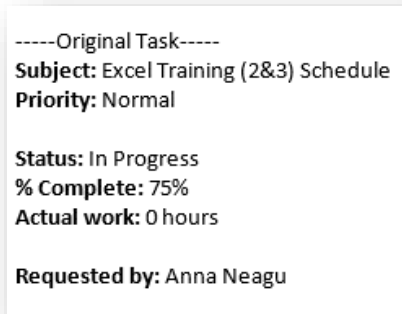 -----Original Task-----
Subject: Excel Training (2&3) Schedule
Priority: Normal
Status: In Progress
% Complete: 75%
Actual work: 0 hours
Requested by: Anna Neagu